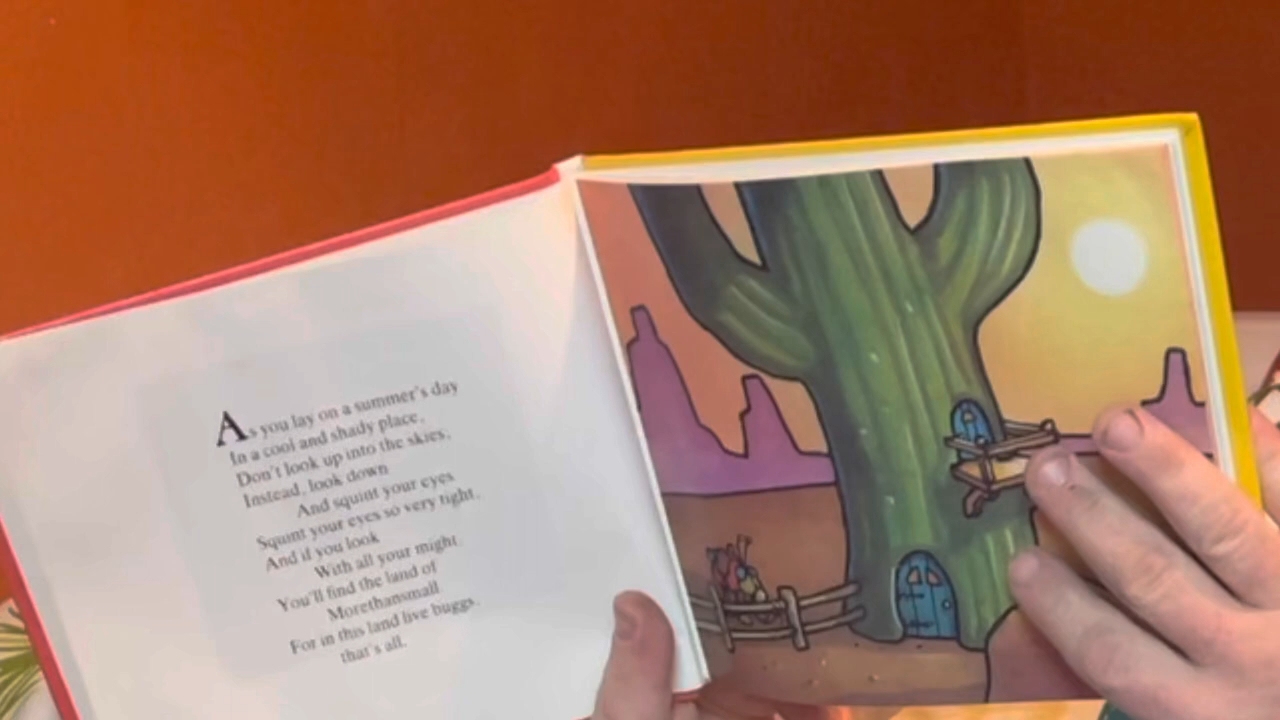 As you lay on a summer's day
In a cool and shady place,
Don't look up into the skies,
Instead, look down
And squint your eyes
Squint your eyes so very tight,
And if you look
With all your might
You'll find the land of
Morethansmall
For in this land live buggs,
that's all.